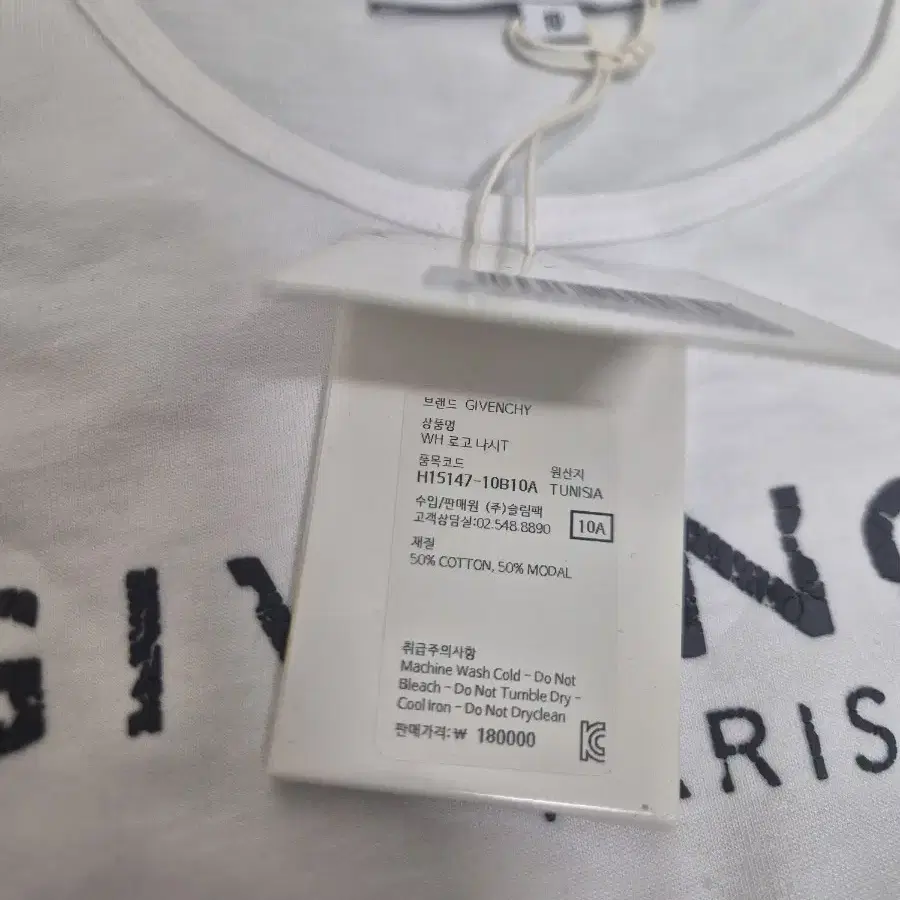 10
브랜드 GIVENCHY
상품명
WH 로고 나시T
품목코드 원산지
H15147-10B10A TUNISIA
수입/판매원 (주)슬림팩
고객상담실:02.548.8890 10A
재질
50% COTTON, 50% MODAL
취급주의사항
Machine Wash Cold - Do Not
Bleach - Do Not Tumble Dry -
Cool Iron - Do Not Dryclean
판매가격:₩ 180000
KC
GIV NC
ARIS